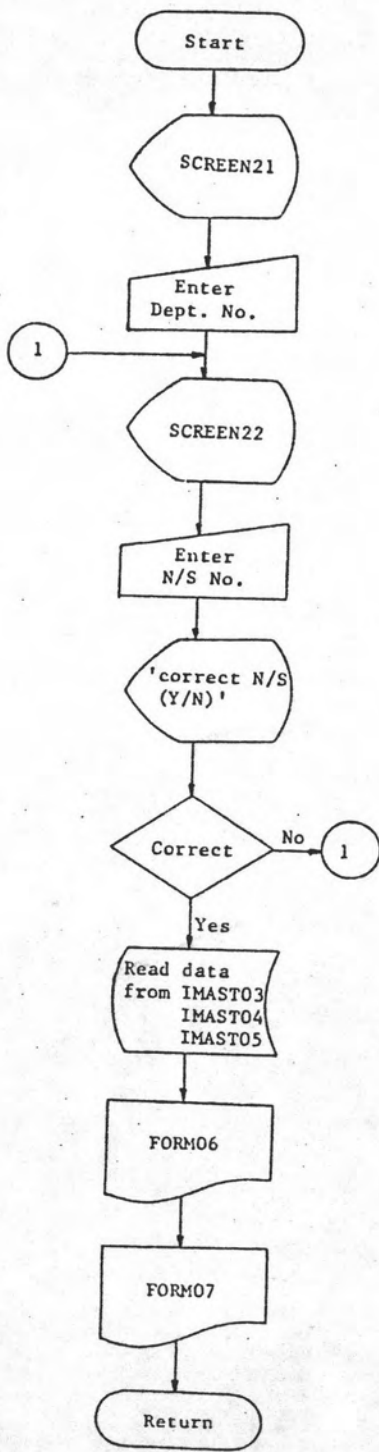 Start
SCREEN21
Enter
Dept. No.
1
SCREEN22
Enter
N/S No.
'correct N/S
(Y/N)'
Correct
No
1
Yes
Read data
from IMAST03
IMAST04
IMAST05
FORM06
FORM07
Return